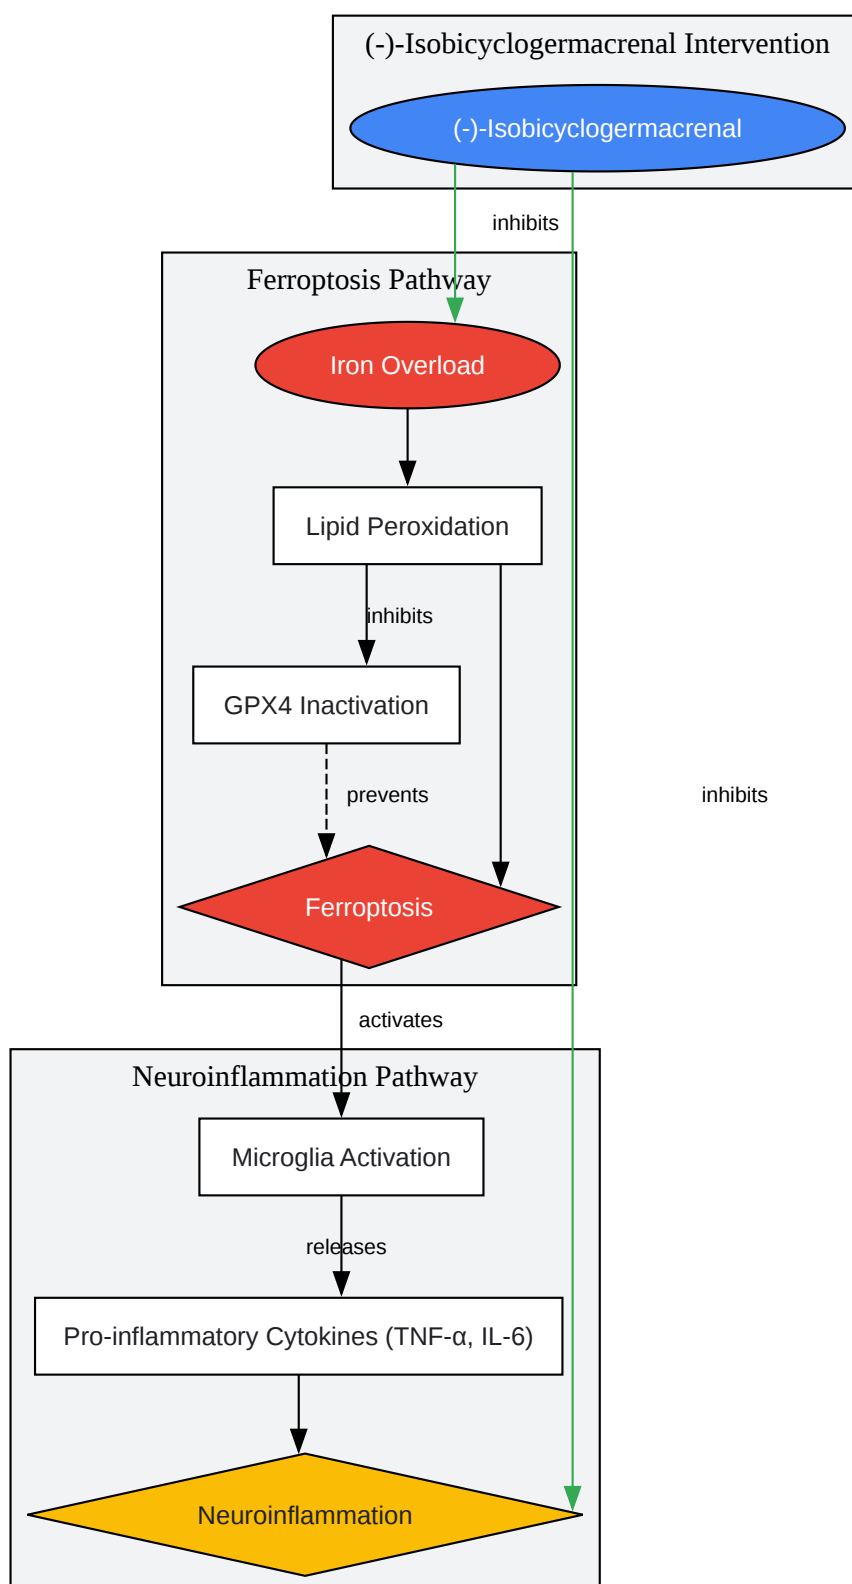 (-)-Isobicyclogermacrenal Intervention
(-)-Isobicyclogermacrenal
inhibits
Ferroptosis Pathway
Iron Overload
Lipid Peroxidation
inhibits
GPX4 Inactivation
prevents
inhibits
Ferroptosis
activates
Neuroinflammation Pathway
Microglia Activation
releases
Pro-inflammatory Cytokines (TNF-α, IL-6)
Neuroinflammation